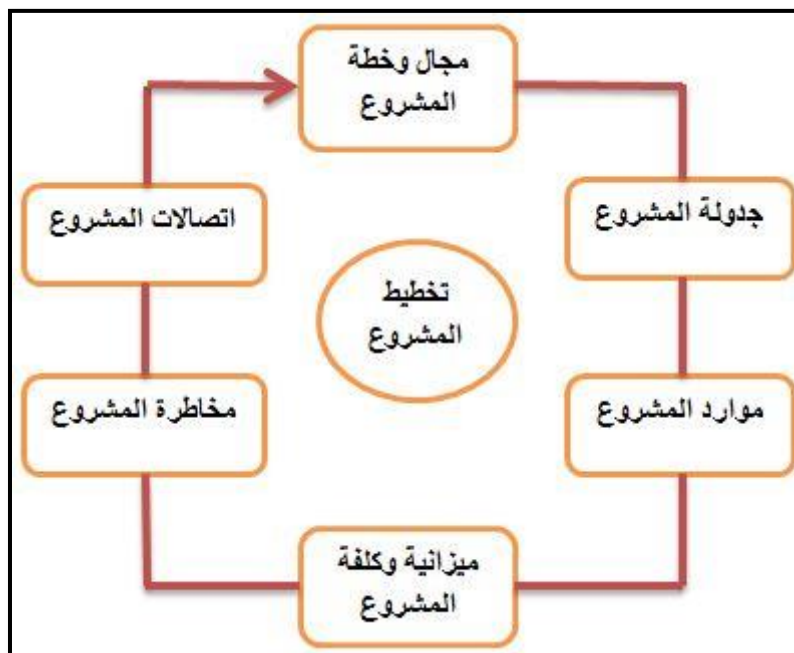 مجال وخطة
المشروع
جدولة المشروع
اتصالات المشروع
تخطيط
المشروع
موارد المشروع
مخاطرة المشروع
ميزانية وكلفة
المشروع